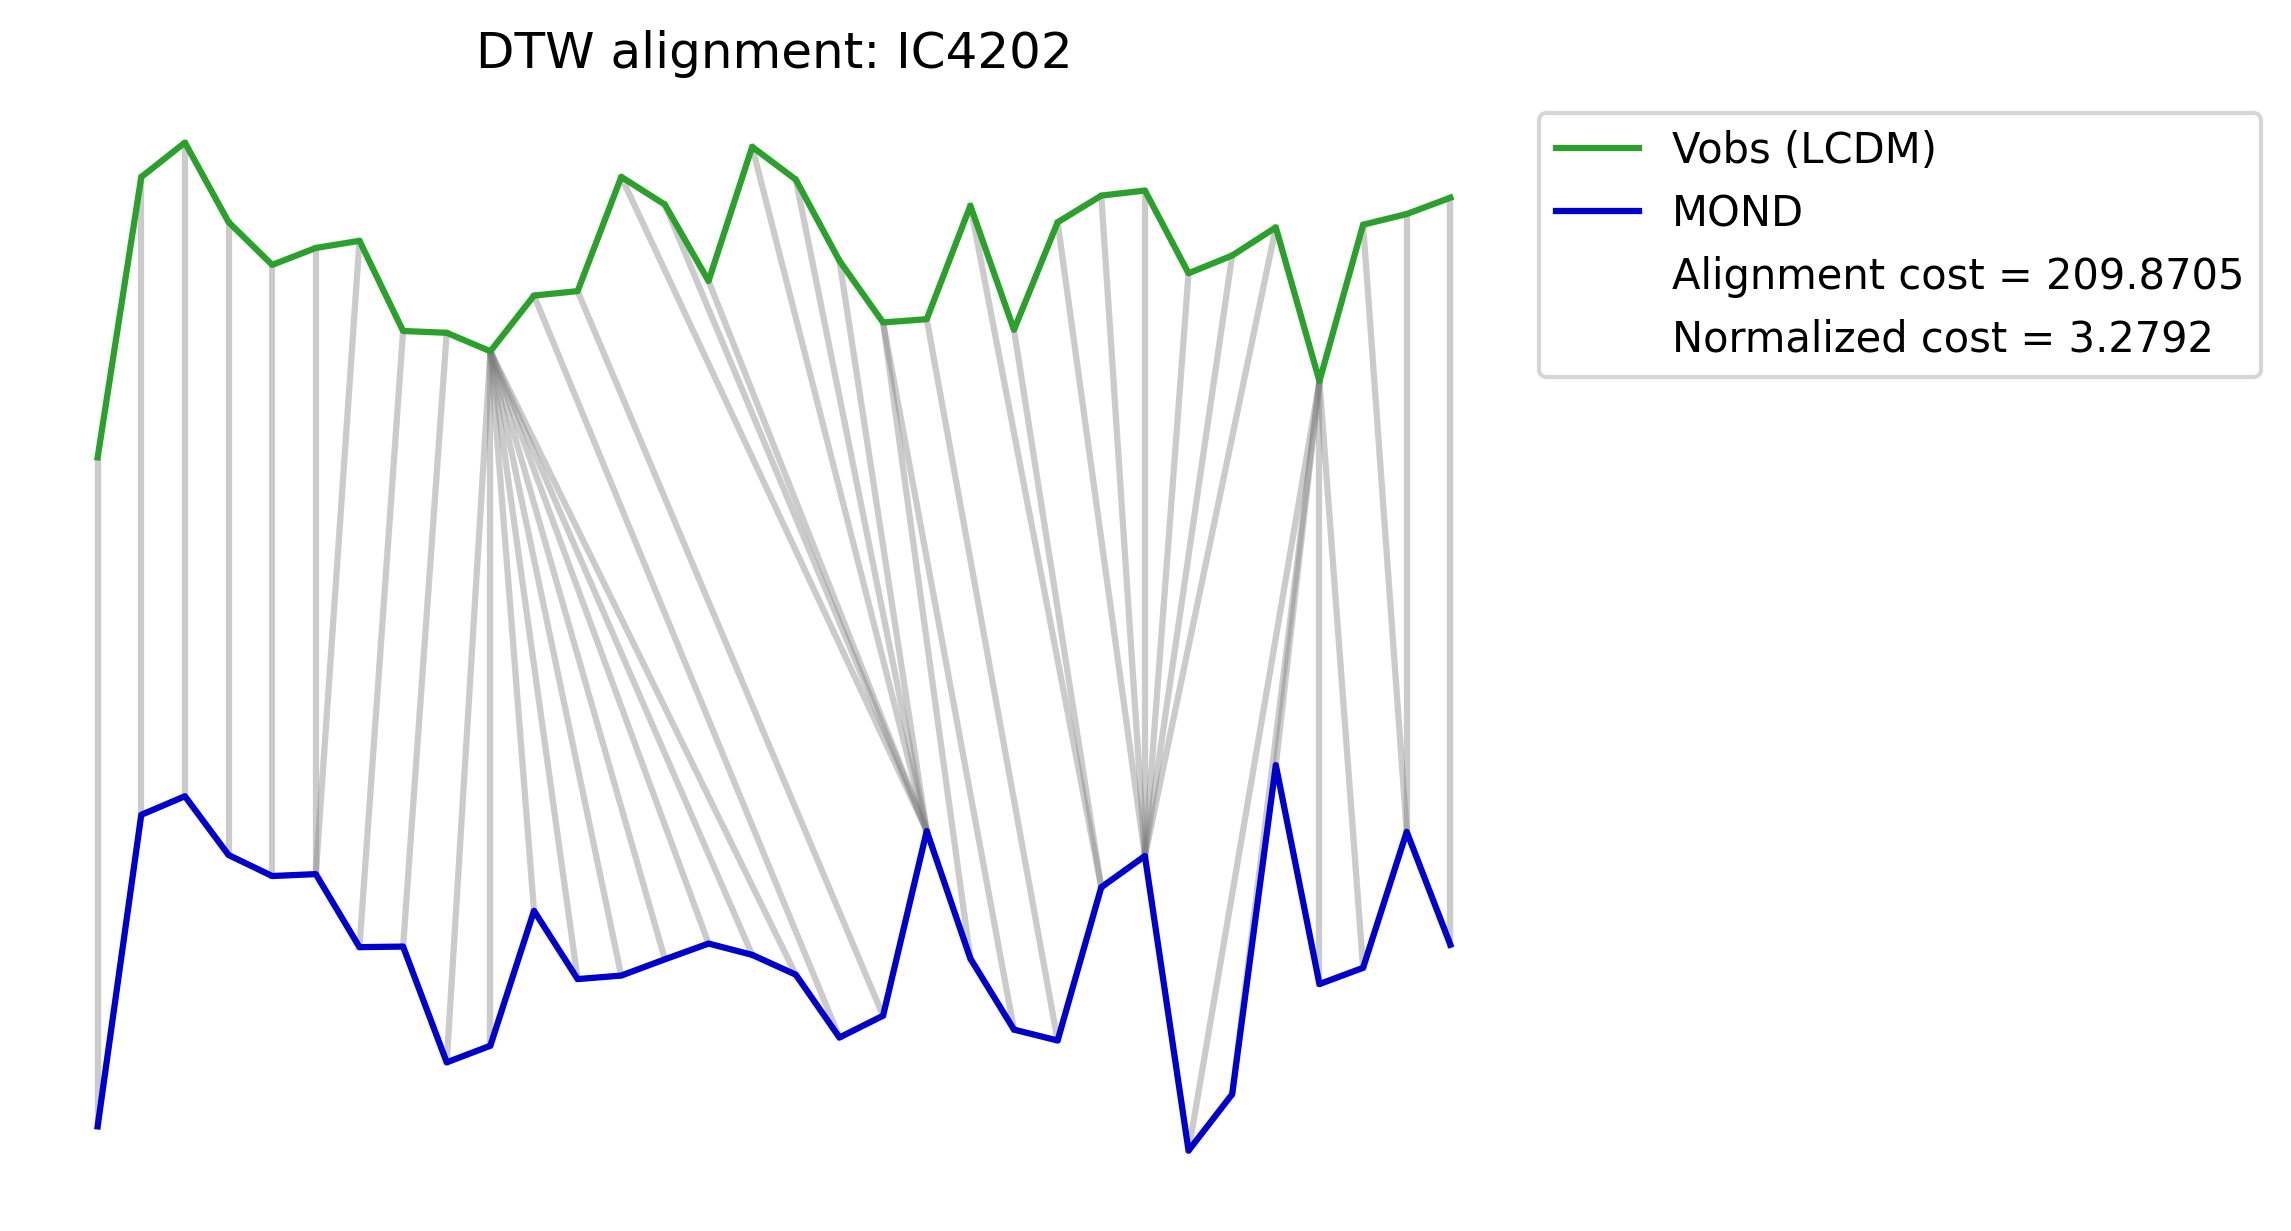 DTW alignment: IC4202
Vobs (LCDM)
MOND
Alignment cost = 209.8705
Normalized cost = 3.2792